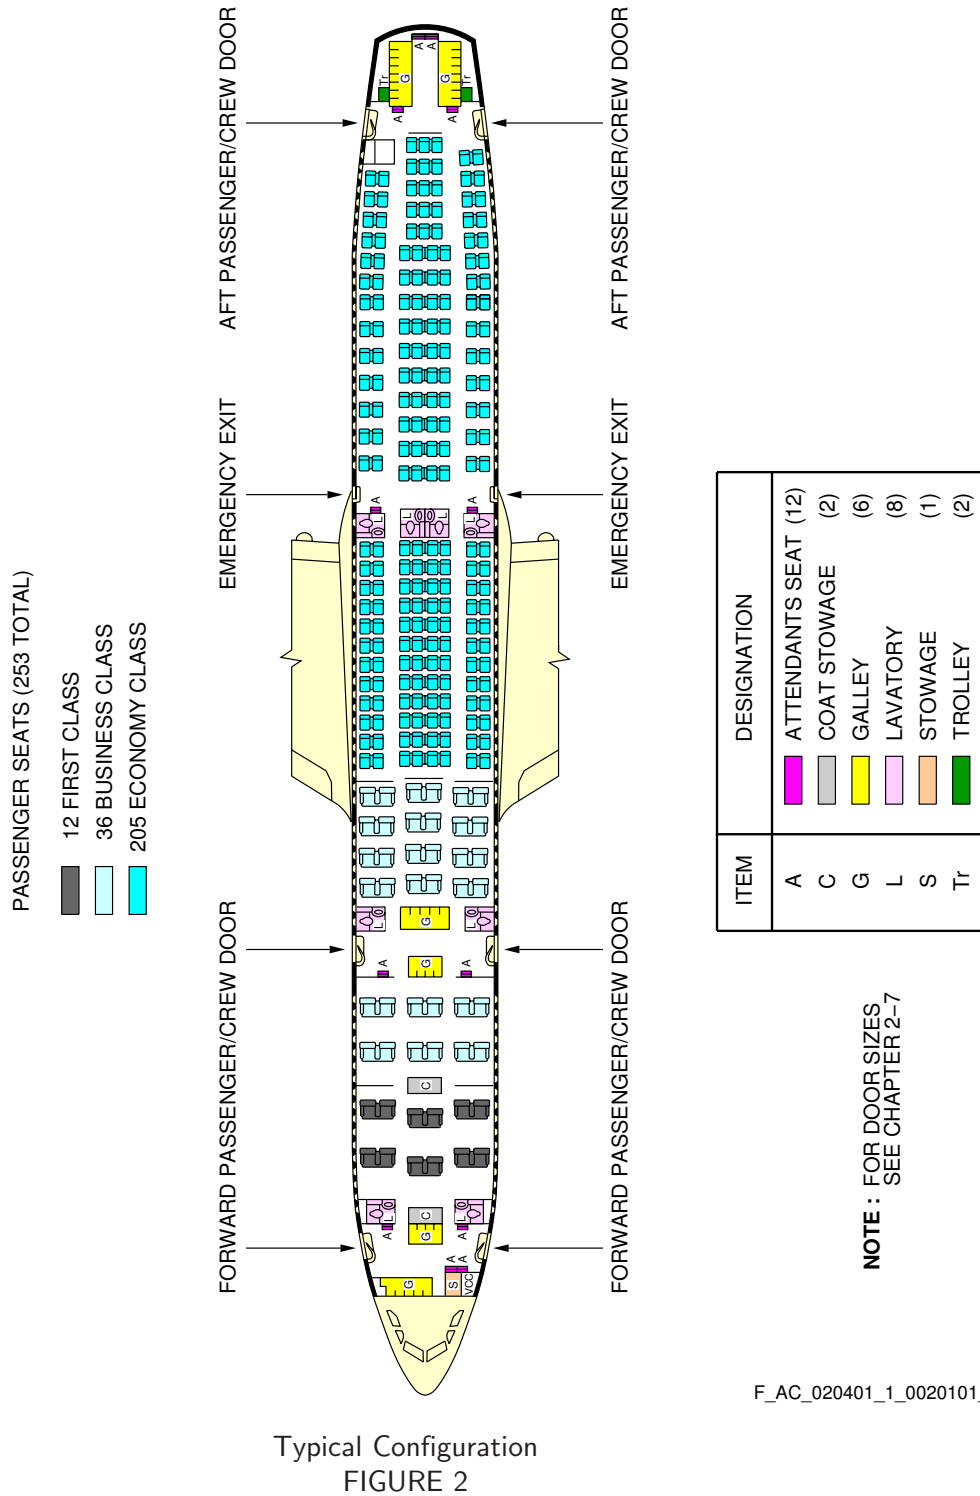 PASSENGER SEATS (253 TOTAL)
12 FIRST CLASS
36 BUSINESS CLASS
205 ECONOMY CLASS
FORWARD PASSENGER/CREW DOOR
EMERGENCY EXIT
AFT PASSENGER/CREW DOOR
G
S
VCC
A
A
A
G
C
A
L
L
C
A
G
A
L
G
L
L
A
L
L
L
A
A
G
Tr
A
A
G
Tr
A
FORWARD PASSENGER/CREW DOOR
EMERGENCY EXIT
AFT PASSENGER/CREW DOOR
ITEM DESIGNATION
A ATTENDANTS SEAT (12)
C COAT STOWAGE (2)
G GALLEY (6)
L LAVATORY (8)
S STOWAGE (1)
Tr TROLLEY (2)
NOTE : FOR DOOR SIZES
SEE CHAPTER 2–7
F_AC_020401_1_0020101_
Typical Configuration
FIGURE 2